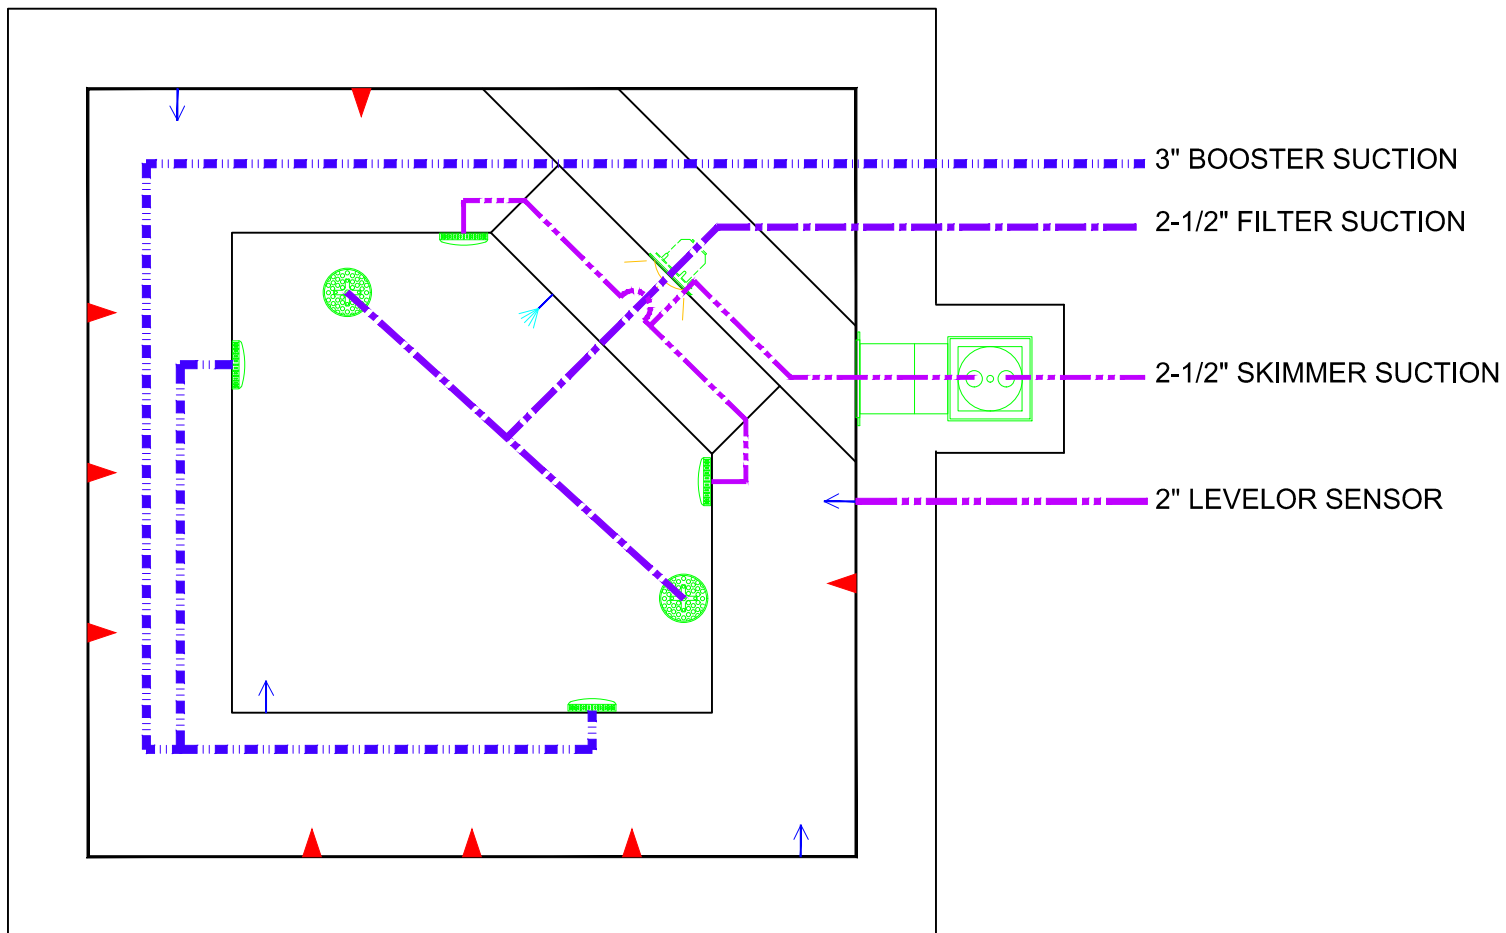 3" BOOSTER SUCTION
2-1/2" FILTER SUCTION
2-1/2" SKIMMER SUCTION
2" LEVELOR SENSOR